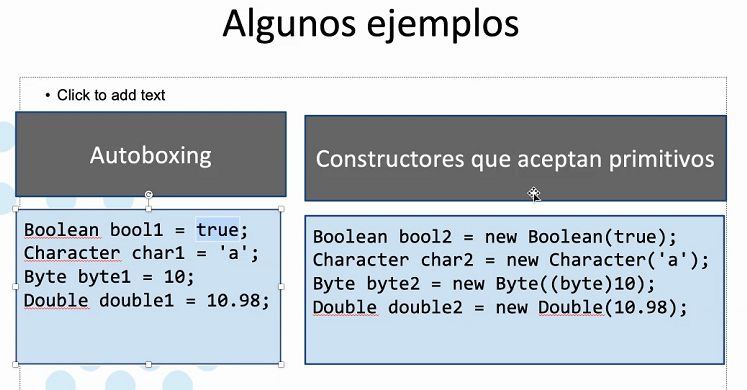 Algunos ejemplos
• Click to add text
Autoboxing
Constructores que aceptan primitivos
Boolean bool1 = true;
Character char1 = 'a';
Byte byte1 = 10;
Double double1 = 10.98;
Boolean bool2 = new Boolean(true);
Character char2 = new Character('a');
Byte byte2 = new Byte((byte)10);
Double double2 = new Double(10.98);